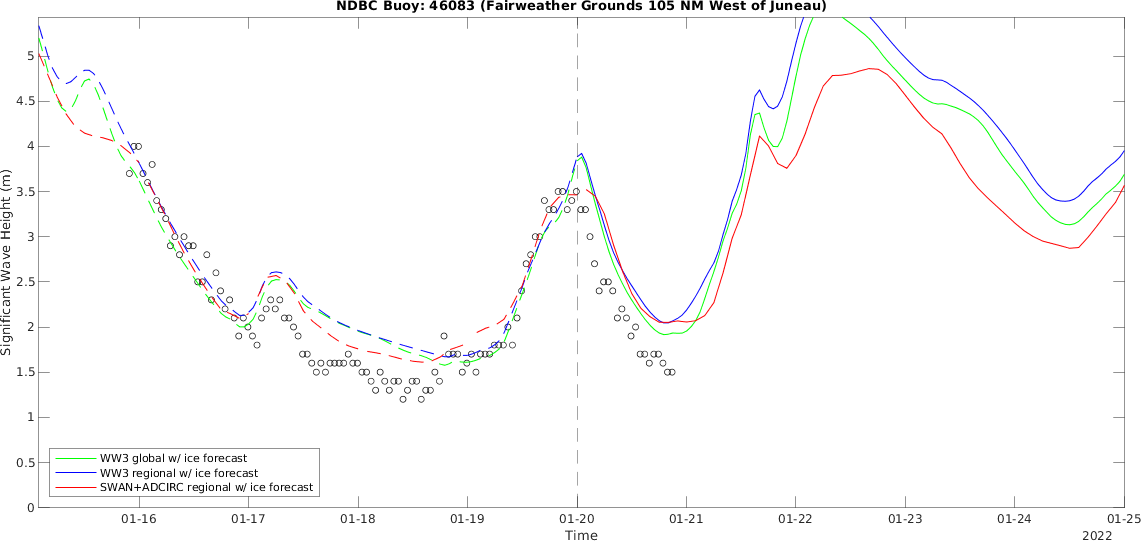 NDBC Buoy: 46083 (Fairweather Grounds 105 NM West of Juneau)
Significant Wave Height (m)
5
4.5
4
3.5
3
2.5
2
1.5
1
0.5
0
WW3 global w/ ice forecast
WW3 regional w/ ice forecast
SWAN+ADCIRC regional w/ ice forecast
01-16 01-17 01-18 01-19 01-20 01-21 01-22 01-23 01-24 01-25
Time
2022